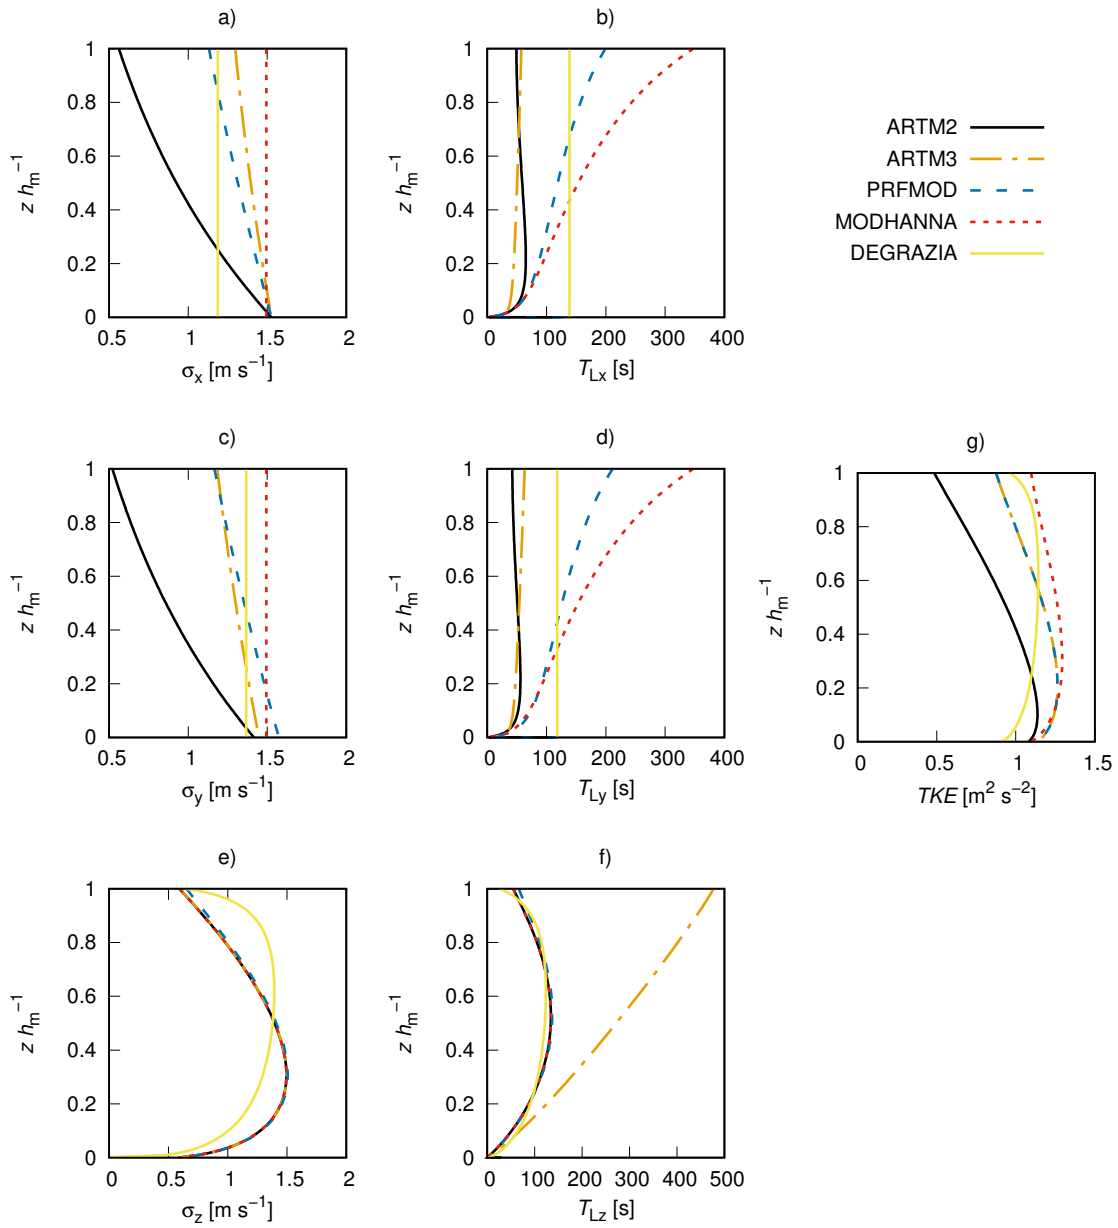 a)
1
0.8
0.6
0.4
0.2
0
z h_m^−1
0.5 1 1.5 2
σ_x [m s^−1]
b)
1
0.8
0.6
0.4
0.2
0
z h_m^−1
0 100 200 300 400
T_Lx [s]
ARTM2
ARTM3
PRFMOD
MODHANNA
DEGRAZIA
c)
1
0.8
0.6
0.4
0.2
0
z h_m^−1
0.5 1 1.5 2
σ_y [m s^−1]
d)
1
0.8
0.6
0.4
0.2
0
z h_m^−1
0 100 200 300 400
T_Ly [s]
g)
1
0.8
0.6
0.4
0.2
0
z h_m^−1
0 0.5 1 1.5
TKE [m^2 s^−2]
e)
1
0.8
0.6
0.4
0.2
0
z h_m^−1
0 0.5 1 1.5 2
σ_z [m s^−1]
f)
1
0.8
0.6
0.4
0.2
0
z h_m^−1
0 100 200 300 400 500
T_Lz [s]